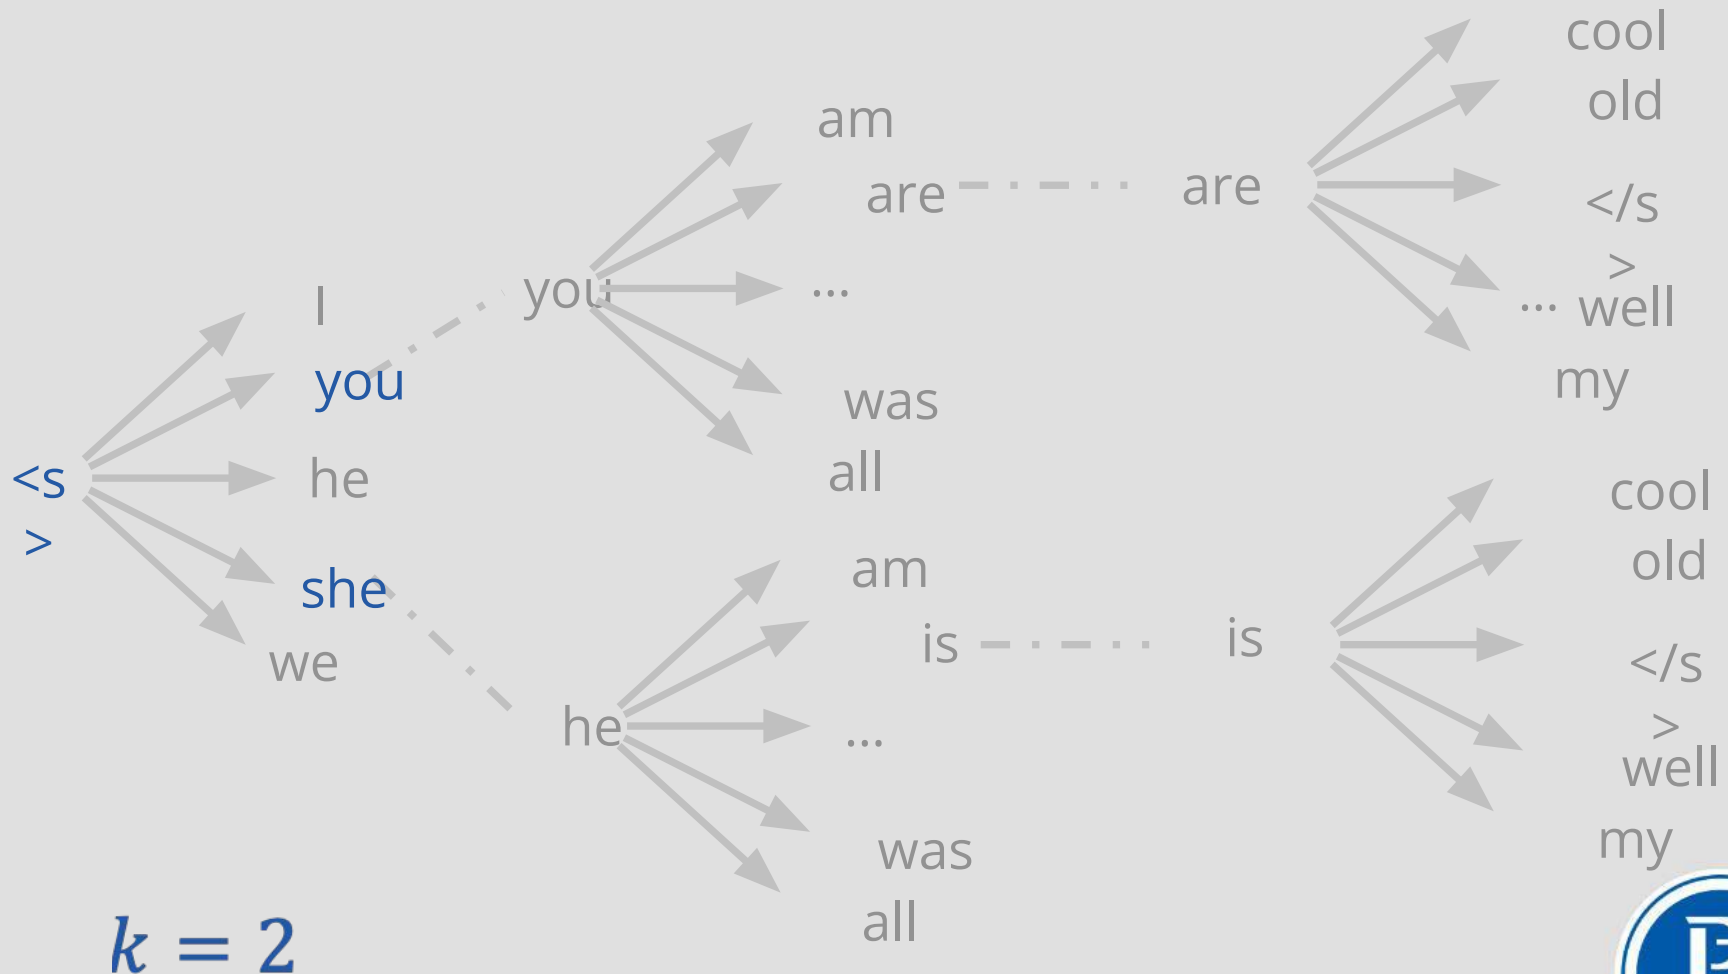 <s
>
I
you
he
she
we
you
am
are
...
was
all
he
am
is
...
was
all
are
cool
old
</s
>
... well
my
is
cool
old
</s
>
well
my
k = 2